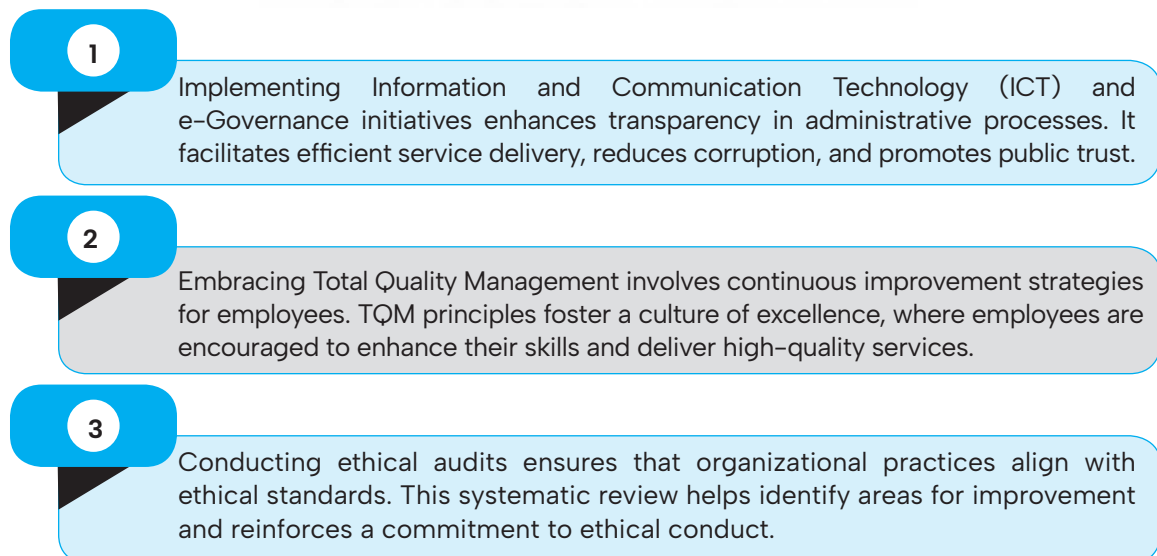 1
Implementing Information and Communication Technology (ICT) and
e-Governance initiatives enhances transparency in administrative processes. It
facilitates efficient service delivery, reduces corruption, and promotes public trust.
2
Embracing Total Quality Management involves continuous improvement strategies
for employees. TQM principles foster a culture of excellence, where employees are
encouraged to enhance their skills and deliver high-quality services.
3
Conducting ethical audits ensures that organizational practices align with
ethical standards. This systematic review helps identify areas for improvement
and reinforces a commitment to ethical conduct.